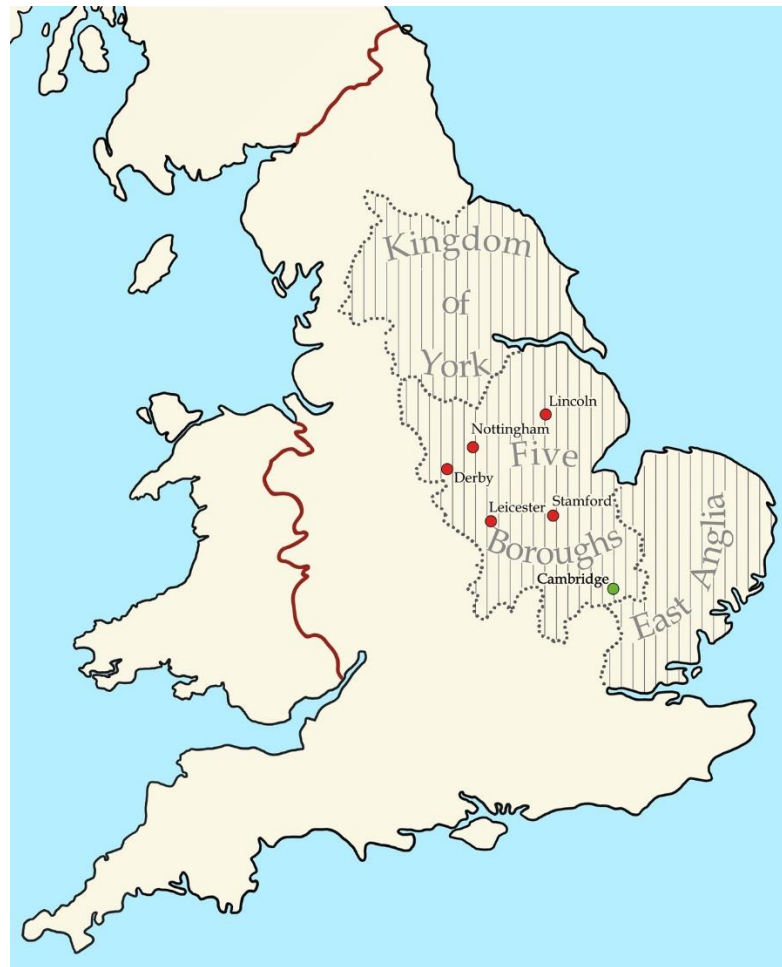 Kingdom
of
York
Lincoln
Nottingham
Five
Derby
Leicester
Stamford
Boroughs
Cambridge
East Anglia